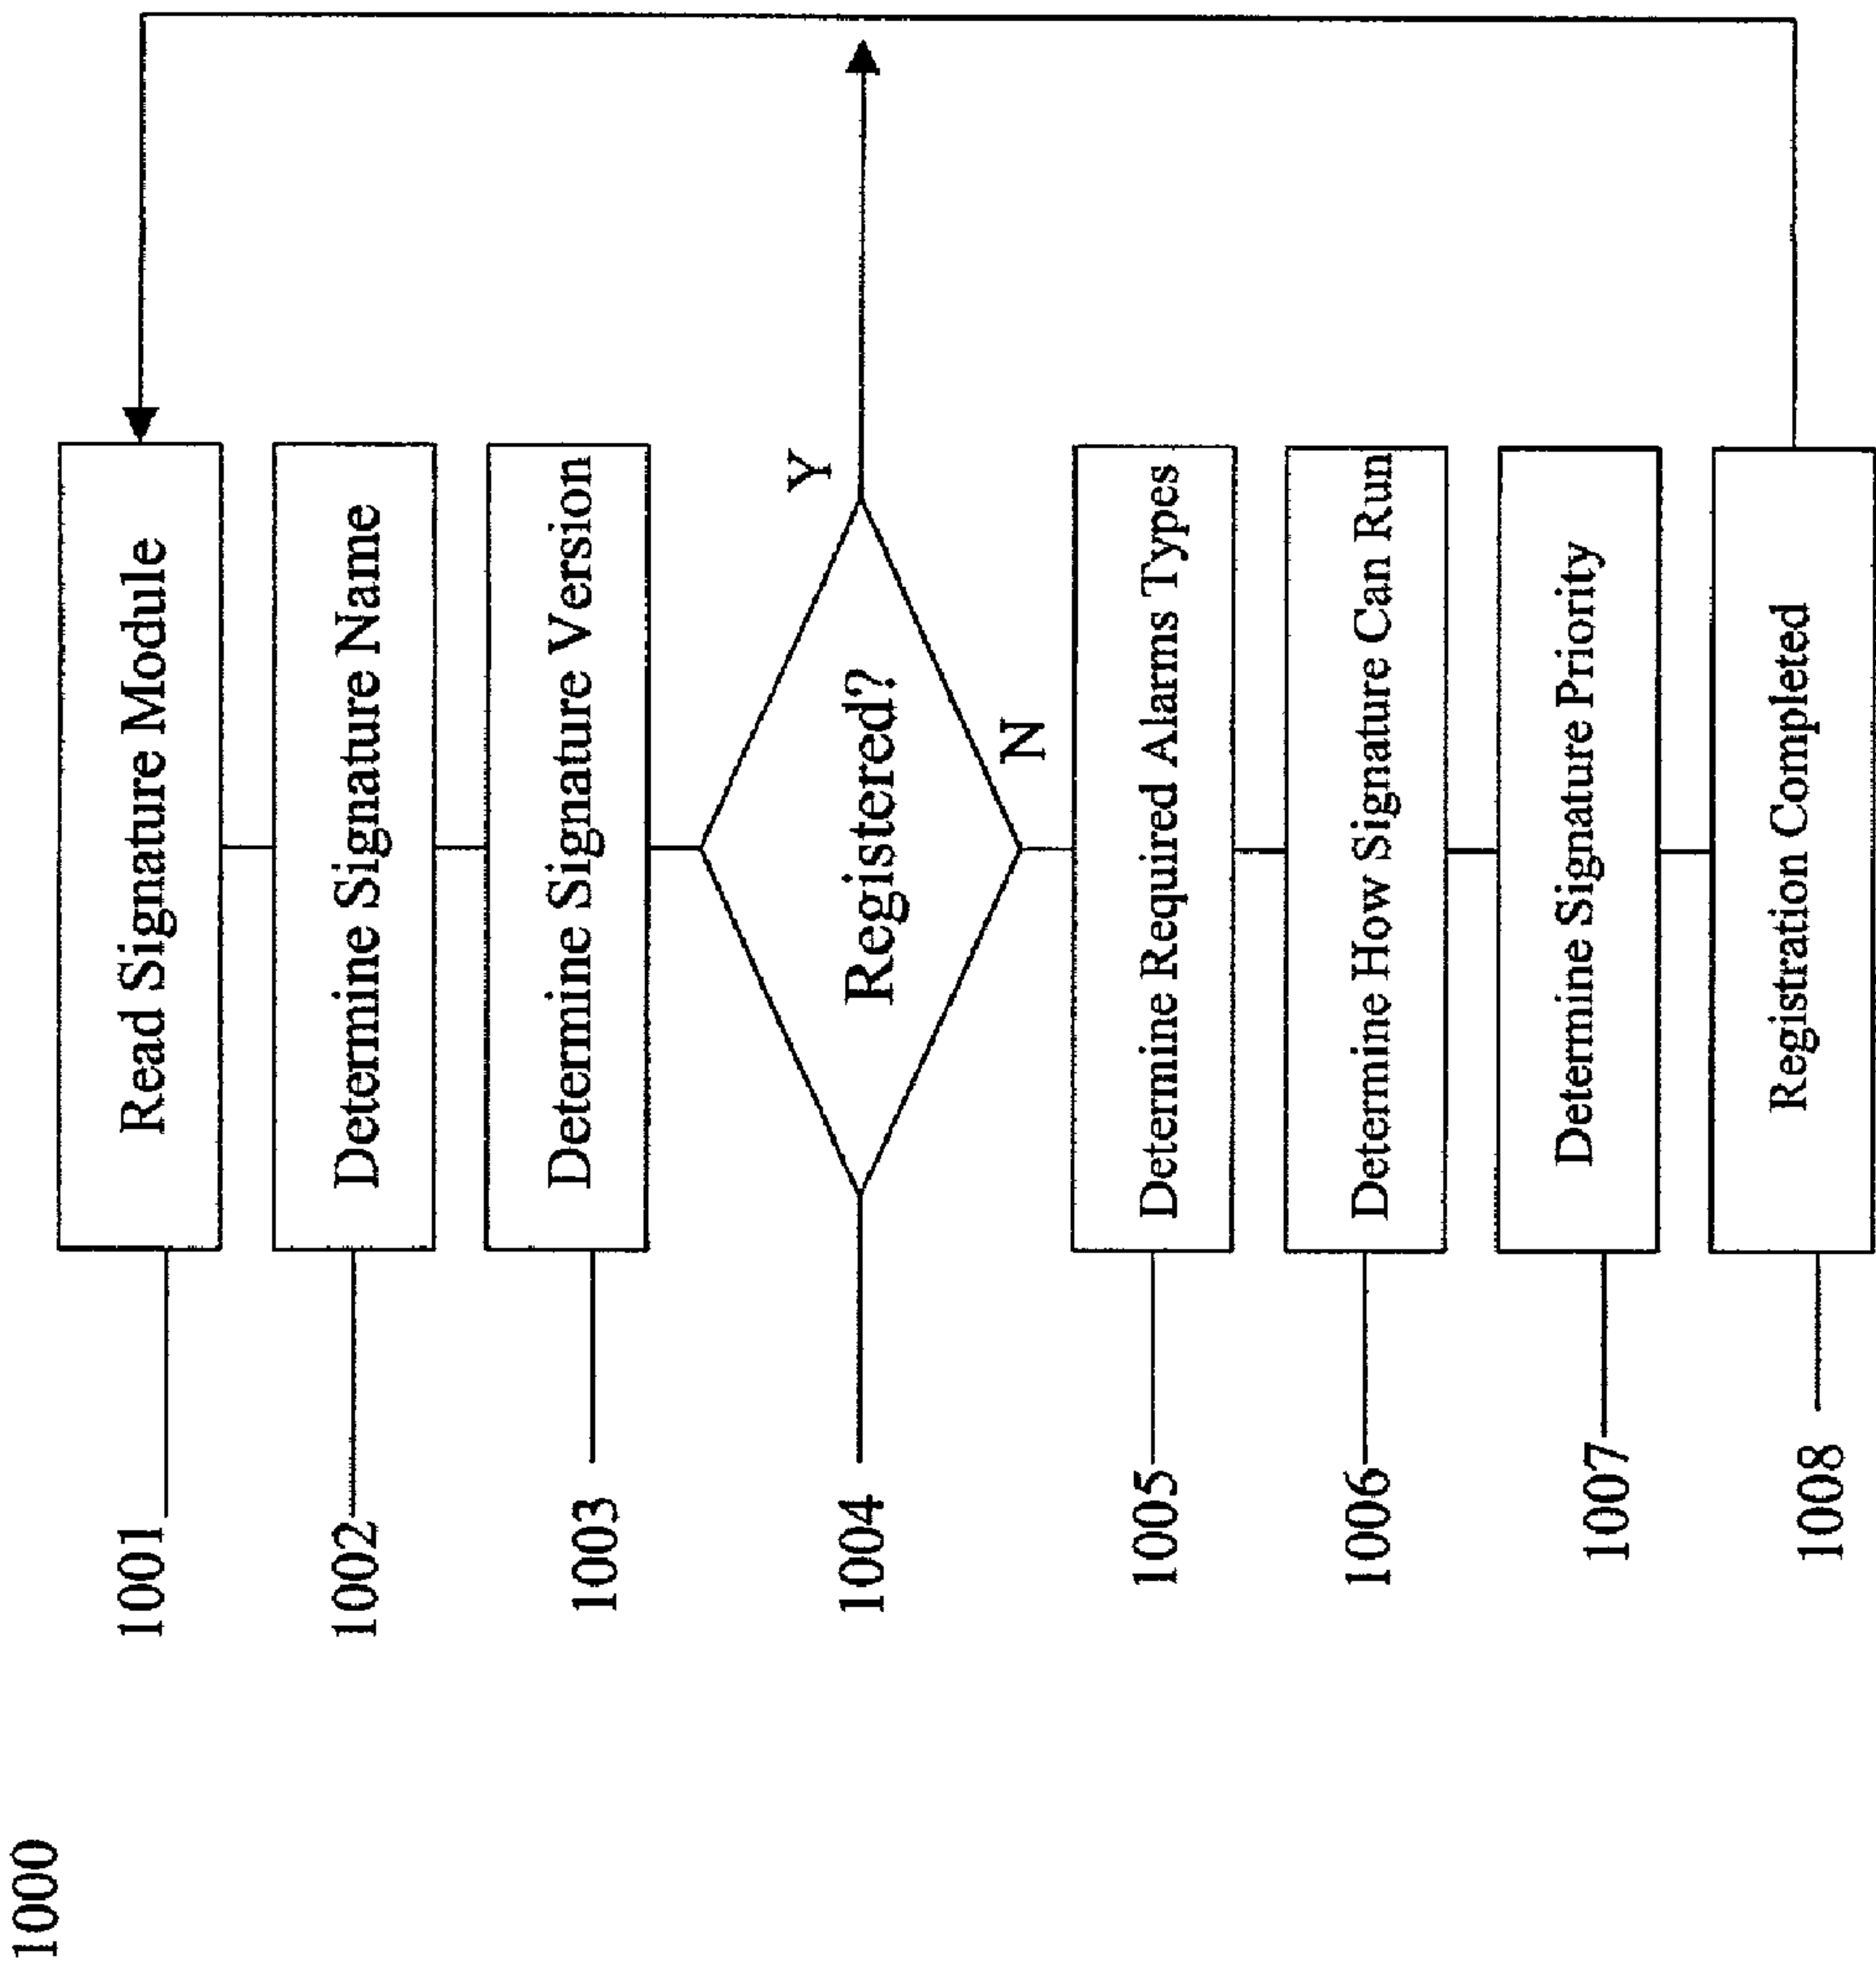 1000
1001
Read Signature Module
1002
Determine Signature Name
1003
Determine Signature Version
1004
Registered?
Y
N
1005
Determine Required Alarms Types
1006
Determine How Signature Can Run
1007
Determine Signature Priority
1008
Registration Completed